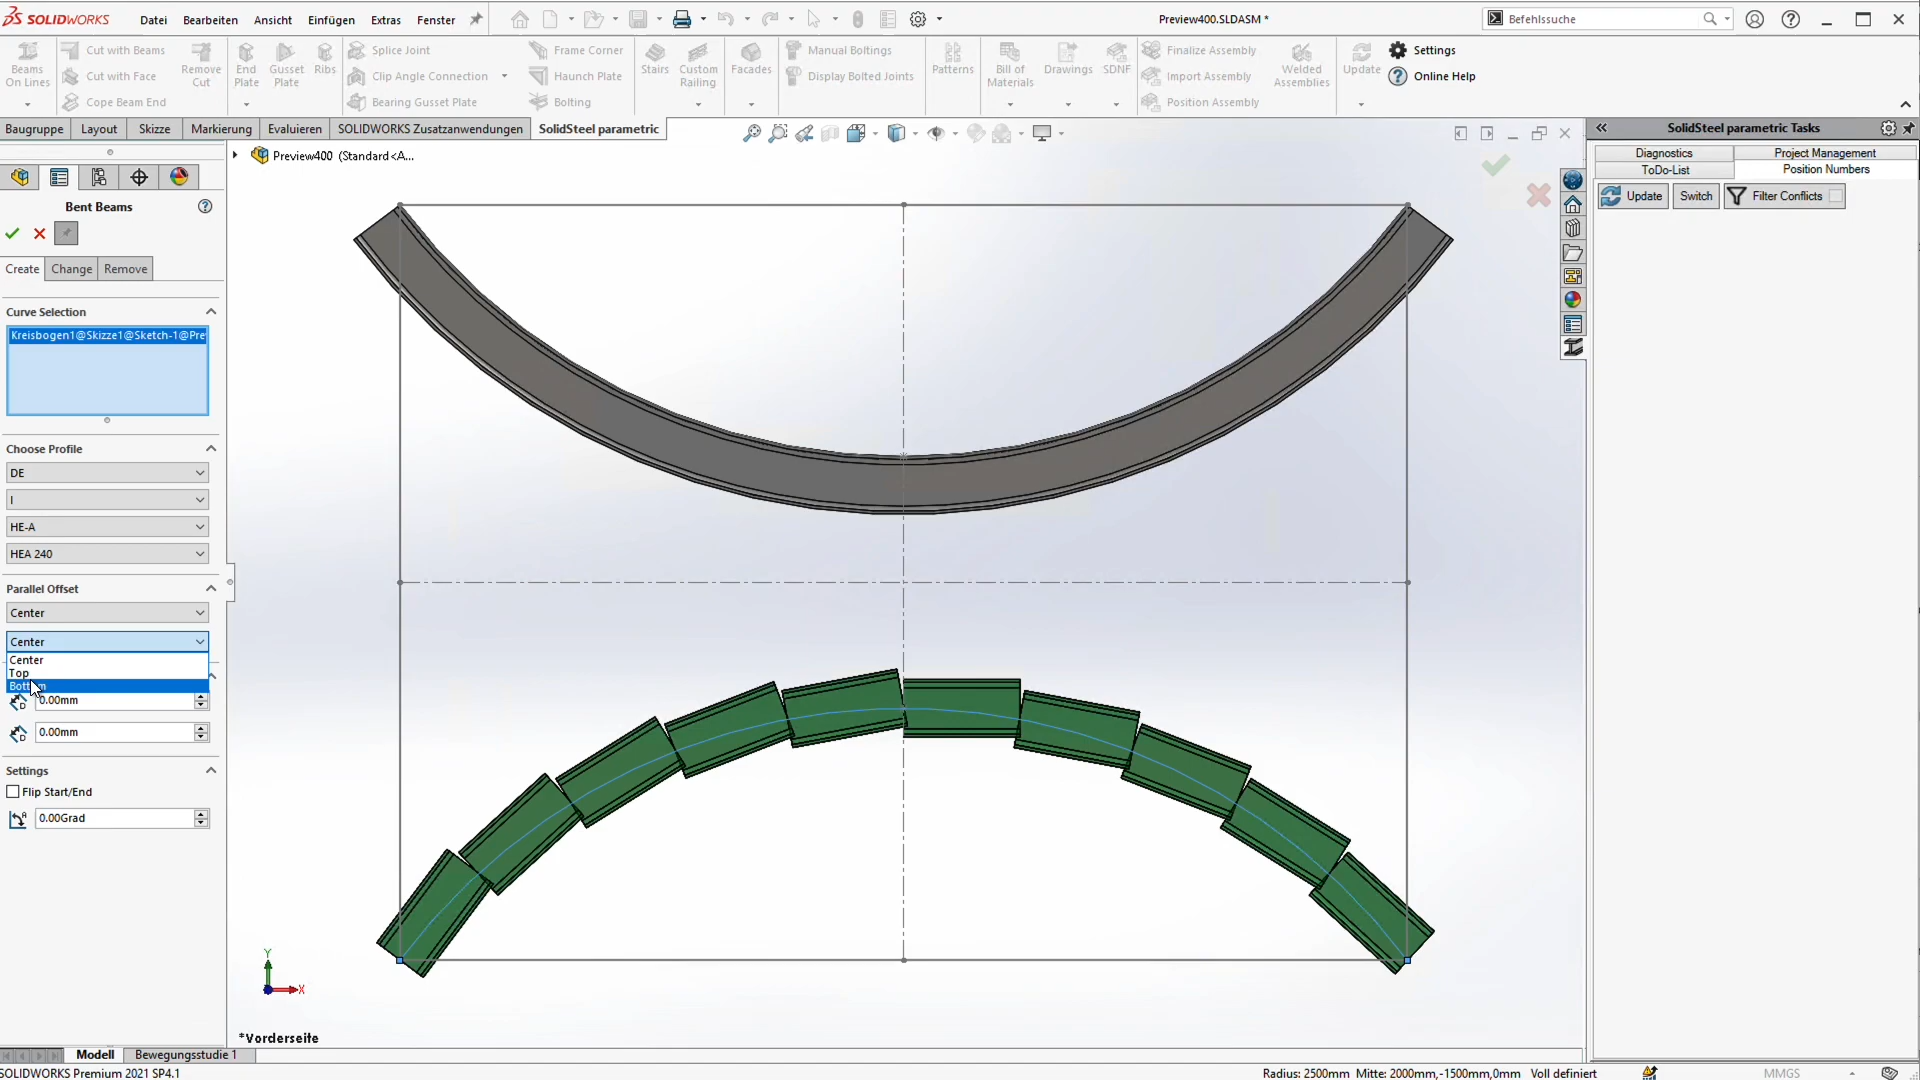 SOLIDWORKS
Datei Bearbeiten Ansicht Einfügen Extras Fenster
Preview400.SLDASM *
Befehlssuche
Beams On Lines
Cut with Beams
Cut with Face
Cope Beam End
Remove Cut
End Plate
Gusset Plate
Ribs
Splice Joint
Clip Angle Connection
Bearing Gusset Plate
Frame Corner
Haunch Plate
Bolting
Stairs
Custom Railing
Facades
Manual Boltings
Display Bolted Joints
Patterns
Bill of Materials
Drawings
SDNF
Finalize Assembly
Import Assembly
Position Assembly
Welded Assemblies
Update
Settings
Online Help
Baugruppe Layout Skizze Markierung Evaluieren SOLIDWORKS Zusatzanwendungen SolidSteel parametric
Preview400 (Standard<A...
Bent Beams
Create Change Remove
Curve Selection
Kreisbogen1@Skizze1@Sketch-1@Pre
Choose Profile
DE
I
HE-A
HEA 240
Parallel Offset
Center
Center
Center
Top
0.00mm
0.00mm
Settings
Flip Start/End
0.00Grad
Y
X
*Vorderseite
SolidSteel parametric Tasks
Diagnostics Project Management
ToDo-List Position Numbers
Update Switch Filter Conflicts
Modell Bewegungsstudie 1
SOLIDWORKS Premium 2021 SP4.1
Radius: 2500mm Mitte: 2000mm,-1500mm,0mm Voll definiert
MMGS